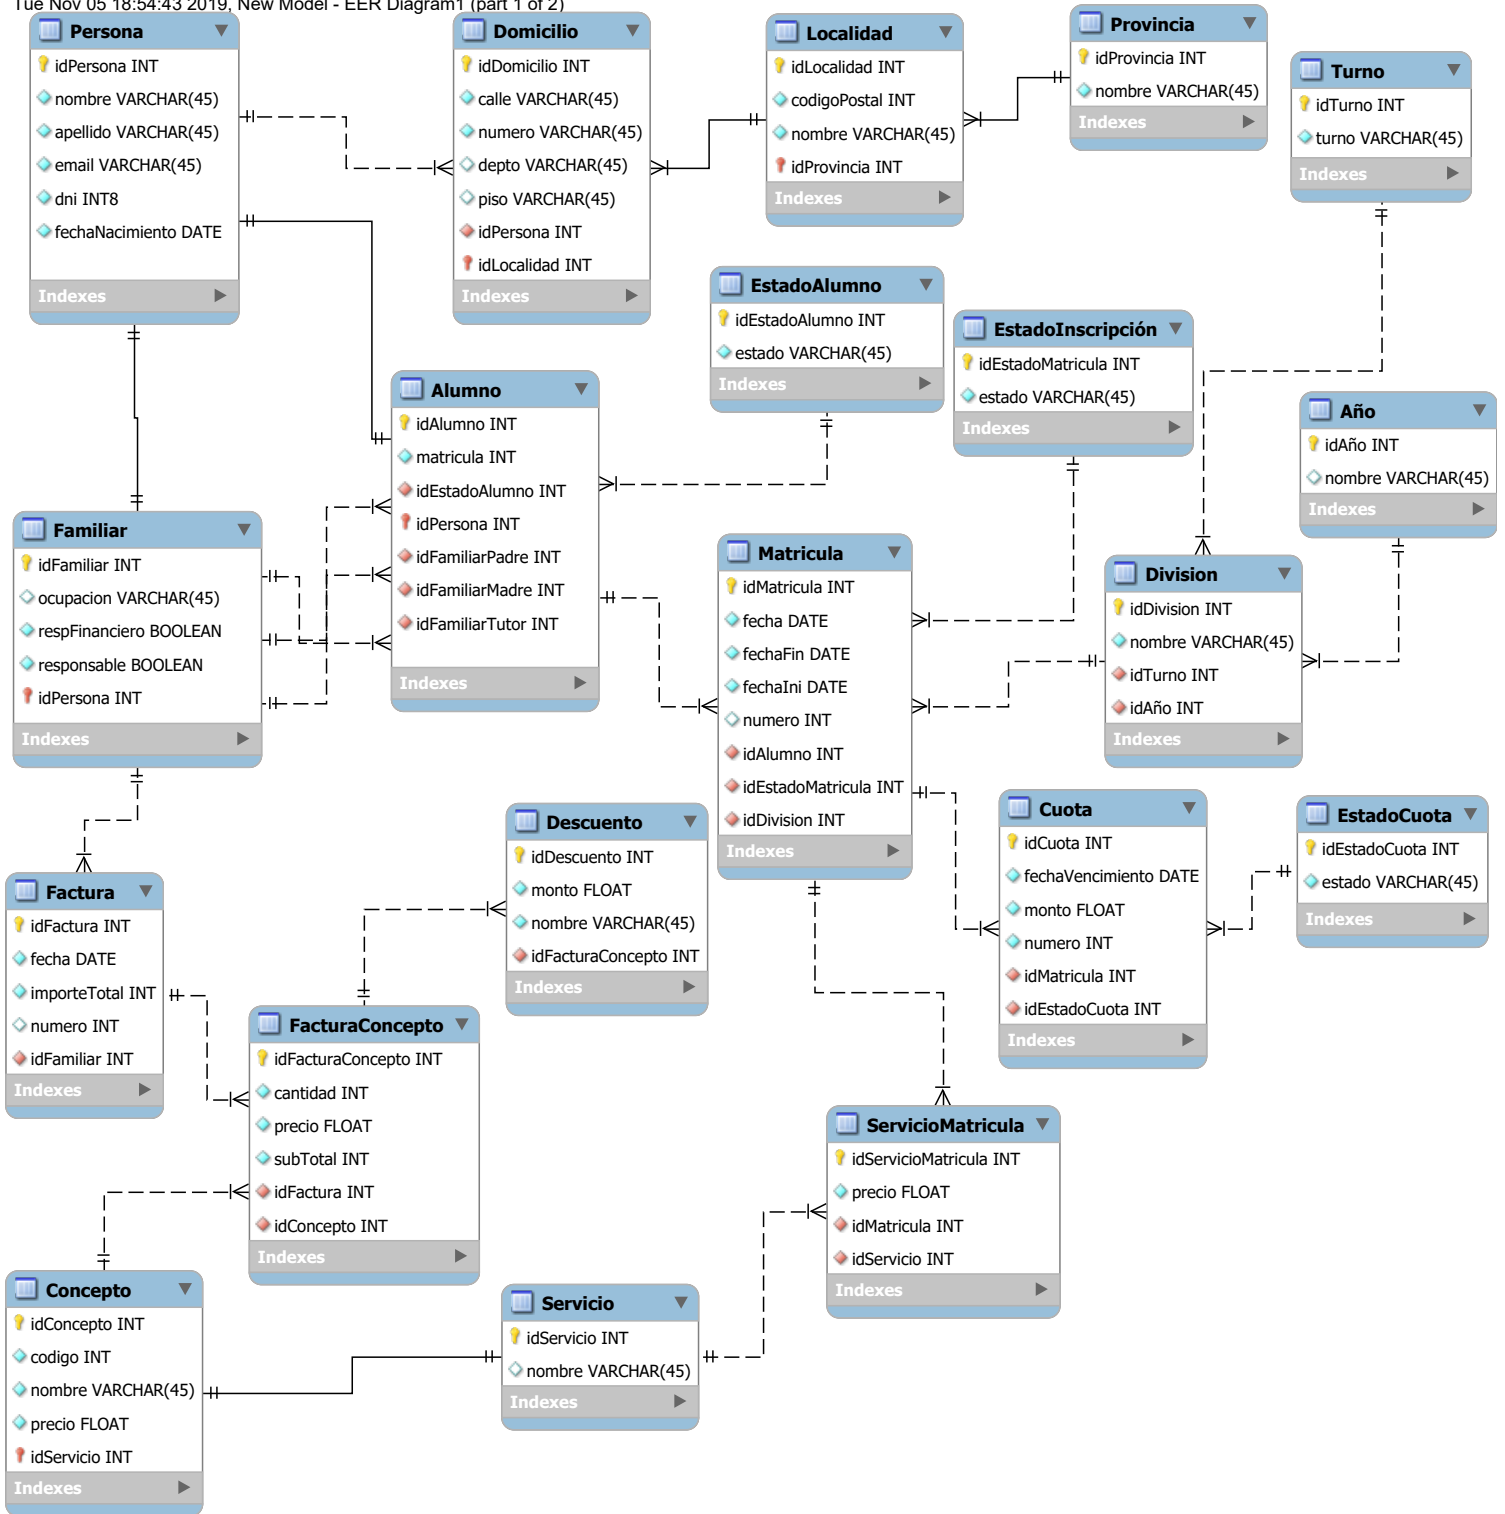 Tue Nov 05 18:54:43 2019, New Model - EER Diagram1 (part 1 of 2)
Persona
idPersona INT
nombre VARCHAR(45)
apellido VARCHAR(45)
email VARCHAR(45)
dni INT8
fechaNacimiento DATE
Indexes
Domicilio
idDomicilio INT
calle VARCHAR(45)
numero VARCHAR(45)
depto VARCHAR(45)
piso VARCHAR(45)
idPersona INT
idLocalidad INT
Indexes
Localidad
idLocalidad INT
codigoPostal INT
nombre VARCHAR(45)
idProvincia INT
Indexes
Provincia
idProvincia INT
nombre VARCHAR(45)
Indexes
Turno
idTurno INT
turno VARCHAR(45)
Indexes
EstadoAlumno
idEstadoAlumno INT
estado VARCHAR(45)
Indexes
EstadoInscripción
idEstadoMatricula INT
estado VARCHAR(45)
Indexes
Año
idAño INT
nombre VARCHAR(45)
Indexes
Alumno
idAlumno INT
matricula INT
idEstadoAlumno INT
idPersona INT
idFamiliarPadre INT
idFamiliarMadre INT
idFamiliarTutor INT
Indexes
Familiar
idFamiliar INT
ocupacion VARCHAR(45)
respFinanciero BOOLEAN
responsable BOOLEAN
idPersona INT
Indexes
Matricula
idMatricula INT
fecha DATE
fechaFin DATE
fechaIni DATE
numero INT
idAlumno INT
idEstadoMatricula INT
idDivision INT
Indexes
Division
idDivision INT
nombre VARCHAR(45)
idTurno INT
idAño INT
Indexes
Descuento
idDescuento INT
monto FLOAT
nombre VARCHAR(45)
idFacturaConcepto INT
Indexes
Cuota
idCuota INT
fechaVencimiento DATE
monto FLOAT
numero INT
idMatricula INT
idEstadoCuota INT
Indexes
EstadoCuota
idEstadoCuota INT
estado VARCHAR(45)
Indexes
Factura
idFactura INT
fecha DATE
importeTotal INT
numero INT
idFamiliar INT
Indexes
FacturaConcepto
idFacturaConcepto INT
cantidad INT
precio FLOAT
subTotal INT
idFactura INT
idConcepto INT
Indexes
ServicioMatricula
idServicioMatricula INT
precio FLOAT
idMatricula INT
idServicio INT
Indexes
Concepto
idConcepto INT
codigo INT
nombre VARCHAR(45)
precio FLOAT
idServicio INT
Indexes
Servicio
idServicio INT
nombre VARCHAR(45)
Indexes